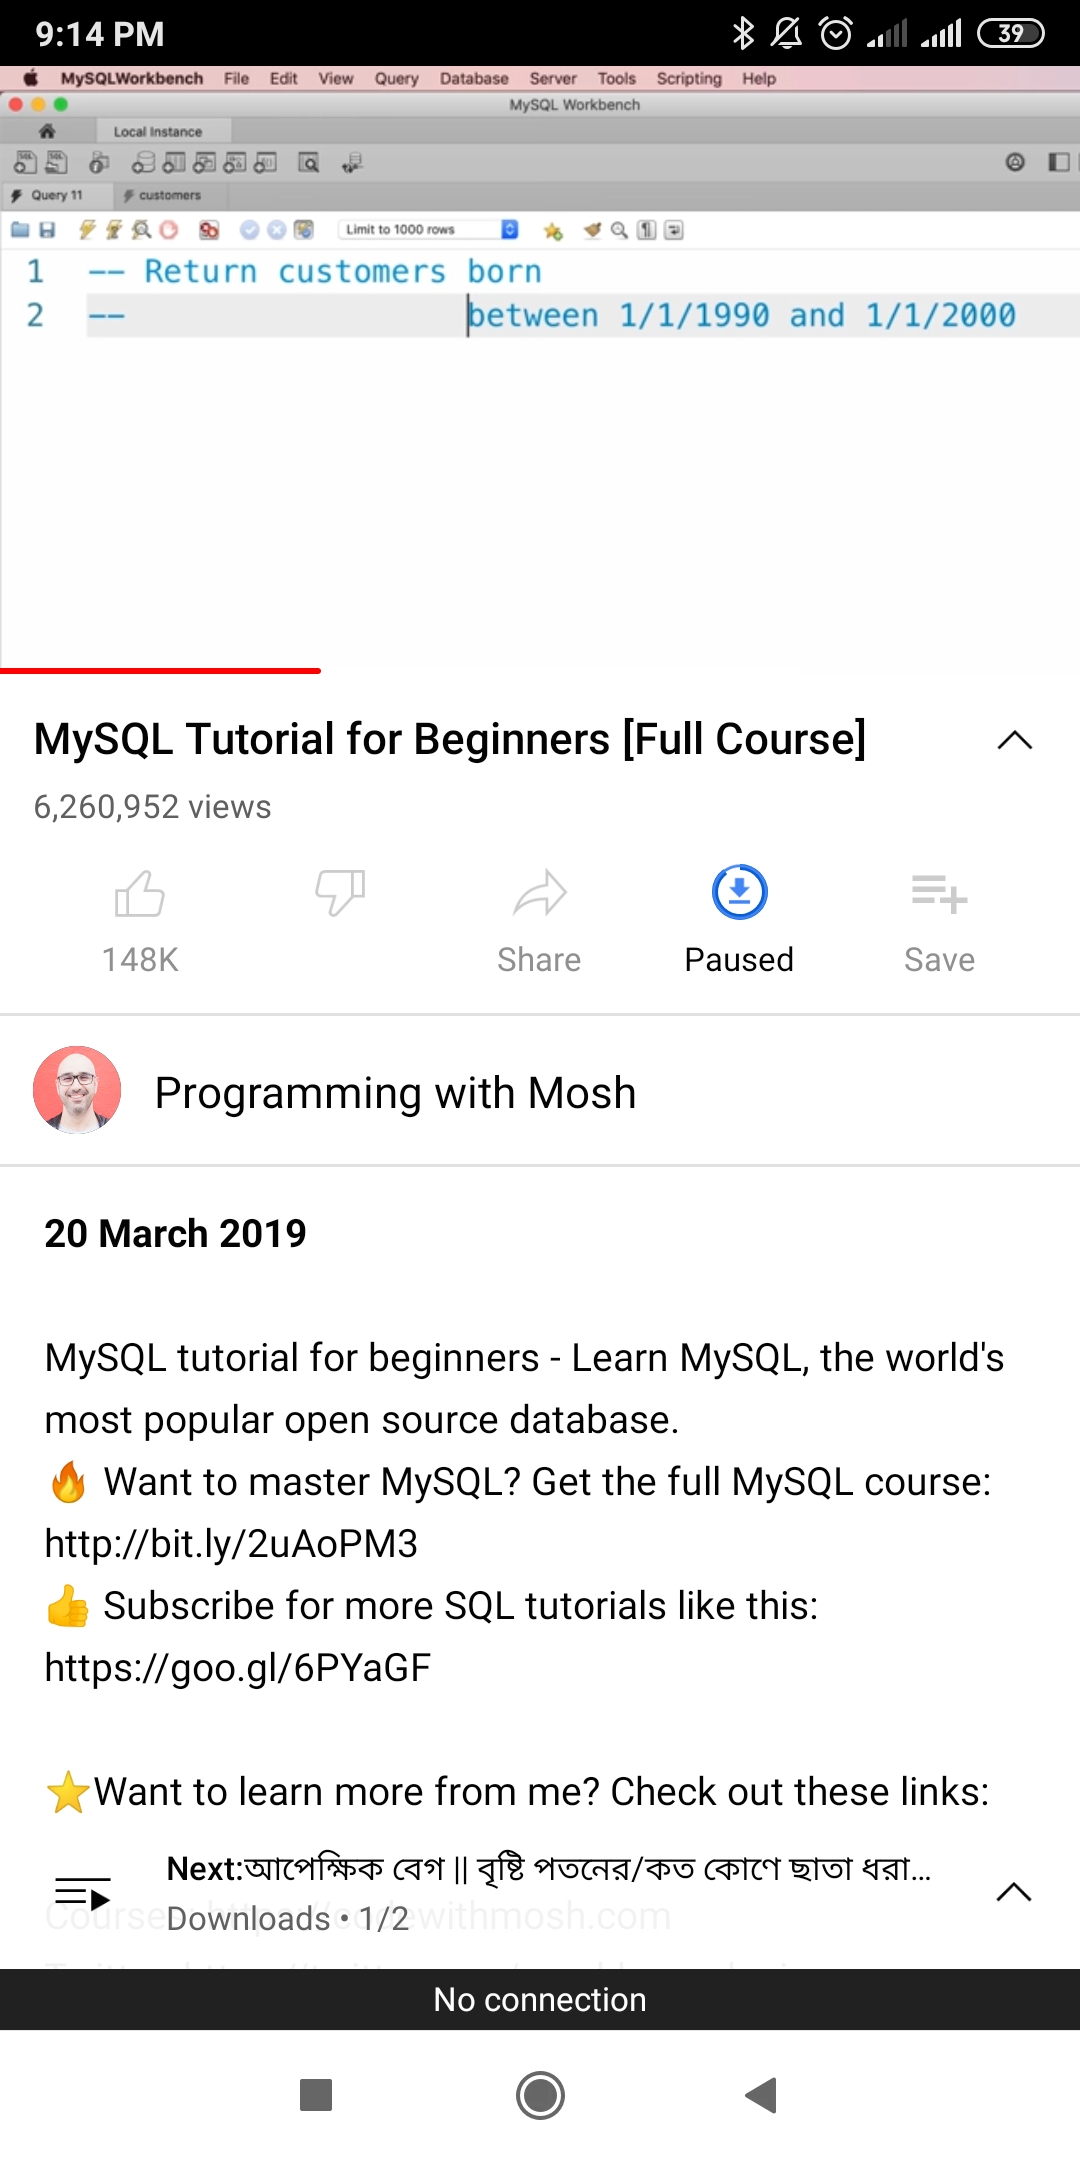 9:14 PM 39
MySQLWorkbench File Edit View Query Database Server Tools Scripting Help
MySQL Workbench
Local Instance
Query 11 customers
Limit to 1000 rows
1 -- Return customers born
2 -- between 1/1/1990 and 1/1/2000
MySQL Tutorial for Beginners [Full Course]
6,260,952 views
148K Share Paused Save
Programming with Mosh
20 March 2019
MySQL tutorial for beginners - Learn MySQL, the world's
most popular open source database.
🔥 Want to master MySQL? Get the full MySQL course:
http://bit.ly/2uAoPM3
👍 Subscribe for more SQL tutorials like this:
https://goo.gl/6PYaGF
⭐Want to learn more from me? Check out these links:
Next:আপেক্ষিক বেগ || বৃষ্টি পতনের/কত কোণে ছাতা ধরা...
Downloads • 1/2
No connection